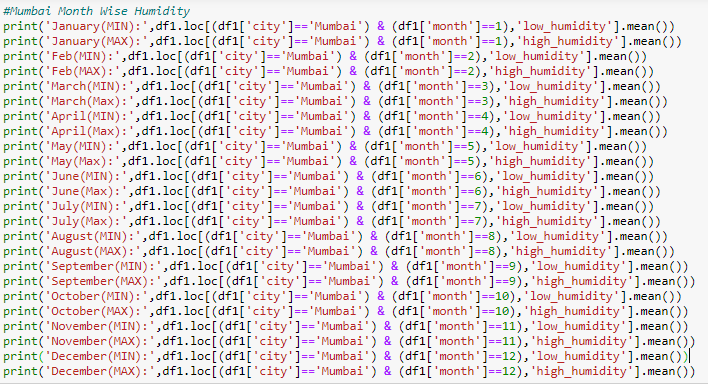 #Mumbai Month Wise Humidity
print('January(MIN):',df1.loc[(df1['city']=='Mumbai') & (df1['month']==1),'low_humidity'].mean())
print('January(MAX):',df1.loc[(df1['city']=='Mumbai') & (df1['month']==1),'high_humidity'].mean())
print('Feb(MIN):',df1.loc[(df1['city']=='Mumbai') & (df1['month']==2),'low_humidity'].mean())
print('Feb(MAX):',df1.loc[(df1['city']=='Mumbai') & (df1['month']==2),'high_humidity'].mean())
print('March(MIN):',df1.loc[(df1['city']=='Mumbai') & (df1['month']==3),'low_humidity'].mean())
print('March(Max):',df1.loc[(df1['city']=='Mumbai') & (df1['month']==3),'high_humidity'].mean())
print('April(MIN):',df1.loc[(df1['city']=='Mumbai') & (df1['month']==4),'low_humidity'].mean())
print('April(Max):',df1.loc[(df1['city']=='Mumbai') & (df1['month']==4),'high_humidity'].mean())
print('May(MIN):',df1.loc[(df1['city']=='Mumbai') & (df1['month']==5),'low_humidity'].mean())
print('May(Max):',df1.loc[(df1['city']=='Mumbai') & (df1['month']==5),'high_humidity'].mean())
print('June(MIN):',df1.loc[(df1['city']=='Mumbai') & (df1['month']==6),'low_humidity'].mean())
print('June(Max):',df1.loc[(df1['city']=='Mumbai') & (df1['month']==6),'high_humidity'].mean())
print('July(MIN):',df1.loc[(df1['city']=='Mumbai') & (df1['month']==7),'low_humidity'].mean())
print('July(Max):',df1.loc[(df1['city']=='Mumbai') & (df1['month']==7),'high_humidity'].mean())
print('August(MIN):',df1.loc[(df1['city']=='Mumbai') & (df1['month']==8),'low_humidity'].mean())
print('August(MAX):',df1.loc[(df1['city']=='Mumbai') & (df1['month']==8),'high_humidity'].mean())
print('September(MIN):',df1.loc[(df1['city']=='Mumbai') & (df1['month']==9),'low_humidity'].mean())
print('September(MAX):',df1.loc[(df1['city']=='Mumbai') & (df1['month']==9),'high_humidity'].mean())
print('October(MIN):',df1.loc[(df1['city']=='Mumbai') & (df1['month']==10),'low_humidity'].mean())
print('October(MAX):',df1.loc[(df1['city']=='Mumbai') & (df1['month']==10),'high_humidity'].mean())
print('November(MIN):',df1.loc[(df1['city']=='Mumbai') & (df1['month']==11),'low_humidity'].mean())
print('November(MAX):',df1.loc[(df1['city']=='Mumbai') & (df1['month']==11),'high_humidity'].mean())
print('December(MIN):',df1.loc[(df1['city']=='Mumbai') & (df1['month']==12),'low_humidity'].mean())
print('December(MAX):',df1.loc[(df1['city']=='Mumbai') & (df1['month']==12),'high_humidity'].mean())